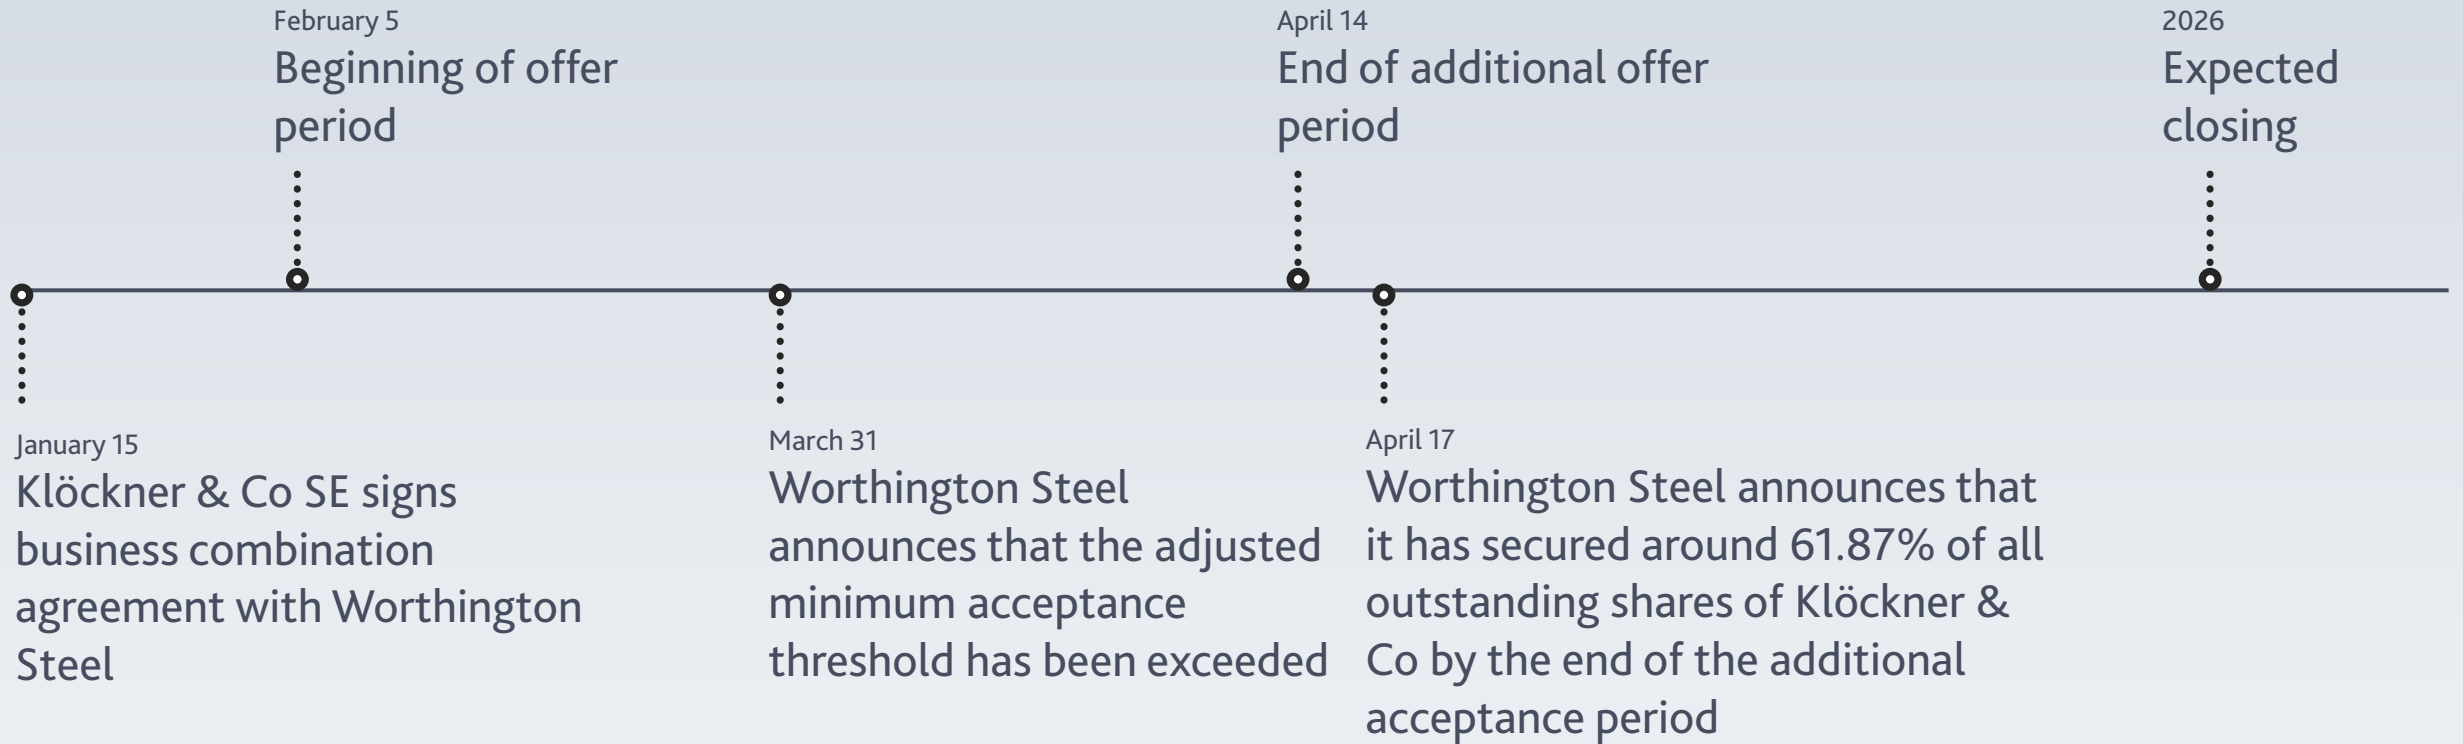 February 5
Beginning of offer
period
April 14
End of additional offer
period
2026
Expected
closing
January 15
Klöckner & Co SE signs
business combination
agreement with Worthington
Steel
March 31
Worthington Steel
announces that the adjusted
minimum acceptance
threshold has been exceeded
April 17
Worthington Steel announces that
it has secured around 61.87% of all
outstanding shares of Klöckner &
Co by the end of the additional
acceptance period